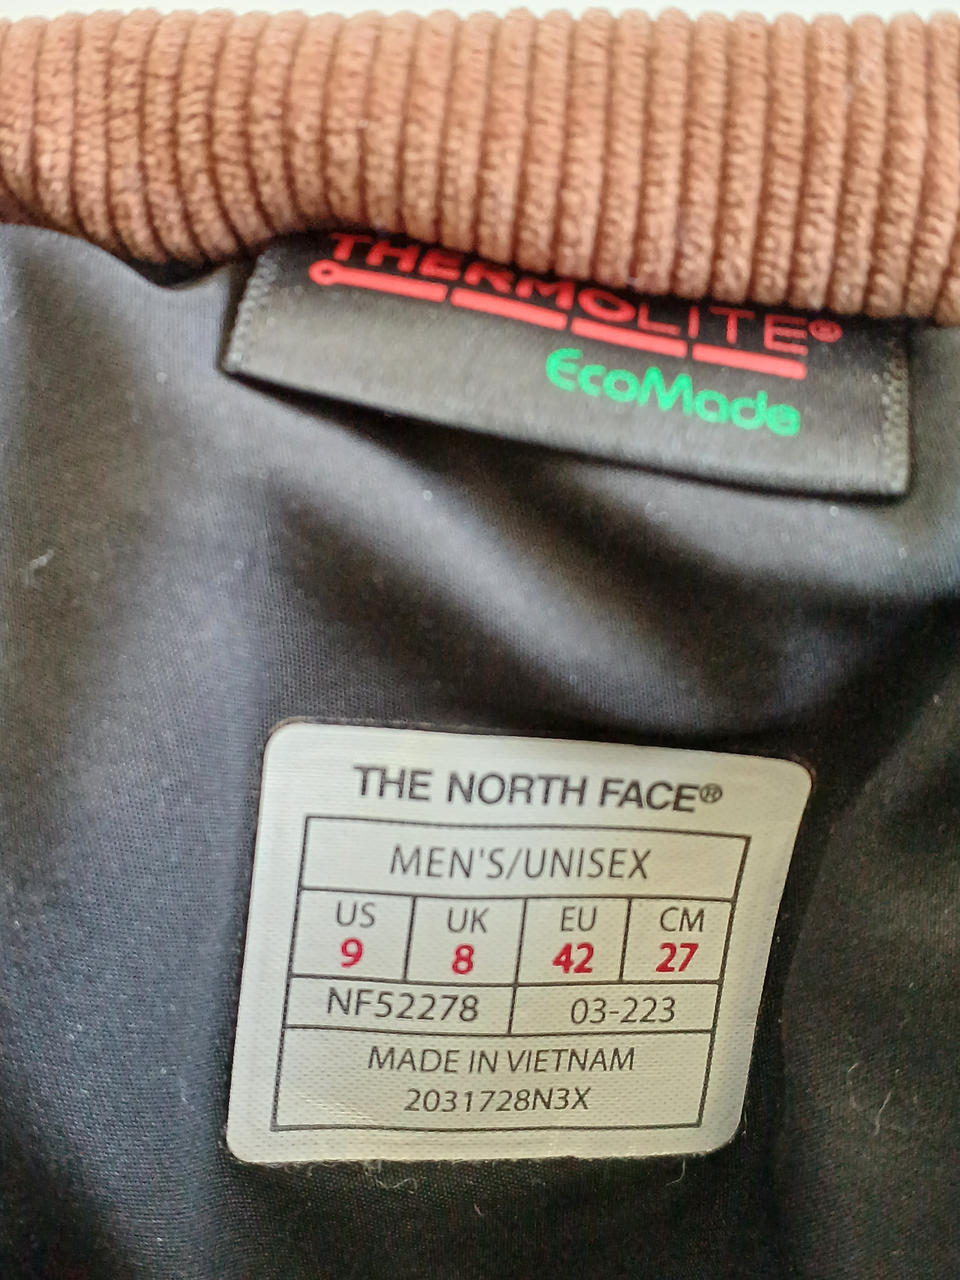 THERMOLITE®
EcoMade
THE NORTH FACE®
MEN'S/UNISEX
US UK EU CM
9 8 42 27
NF52278 03-223
MADE IN VIETNAM
2031728N3X